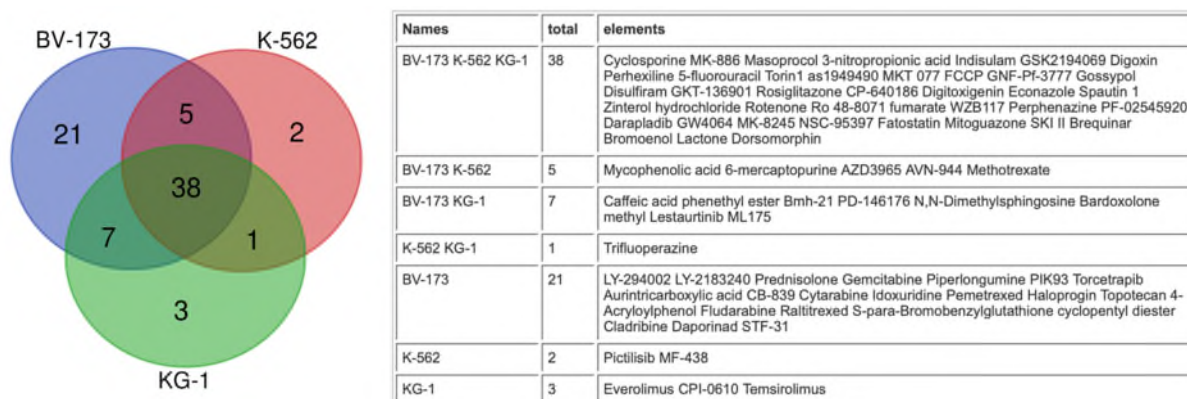 BV-173
K-562
21
5
2
38
7
1
3
KG-1
Names total elements
BV-173 K-562 KG-1 38 Cyclosporine MK-886 Masoprocol 3-nitropropionic acid Indisulam GSK2194069 Digoxin
Perhexiline 5-fluorouracil Torin1 as1949490 MKT 077 FCCP GNF-Pf-3777 Gossypol
Disulfiram GKT-136901 Rosiglitazone CP-640186 Digitoxigenin Econazole Spautin 1
Zinterol hydrochloride Rotenone Ro 48-8071 fumarate WZB117 Perphenazine PF-02545920
Darapladib GW4064 MK-8245 NSC-95397 Fatostatin Mitoguazone SKI II Brequinar
Bromoenol Lactone Dorsomorphin
BV-173 K-562 5 Mycophenolic acid 6-mercaptopurine AZD3965 AVN-944 Methotrexate
BV-173 KG-1 7 Caffeic acid phenethyl ester Bmh-21 PD-146176 N,N-Dimethylsphingosine Bardoxolone
methyl Lestaurtinib ML175
K-562 KG-1 1 Trifluoperazine
BV-173 21 LY-294002 LY-2183240 Prednisolone Gemcitabine Piperlongumine PIK93 Torcetrapib
Aurintricarboxylic acid CB-839 Cytarabine Idoxuridine Pemetrexed Haloprogin Topotecan 4-
Acryloylphenol Fludarabine Raltitrexed S-para-Bromobenzylglutathione cyclopentyl diester
Cladribine Daporinad STF-31
K-562 2 Pictilisib MF-438
KG-1 3 Everolimus CPI-0610 Temsirolimus